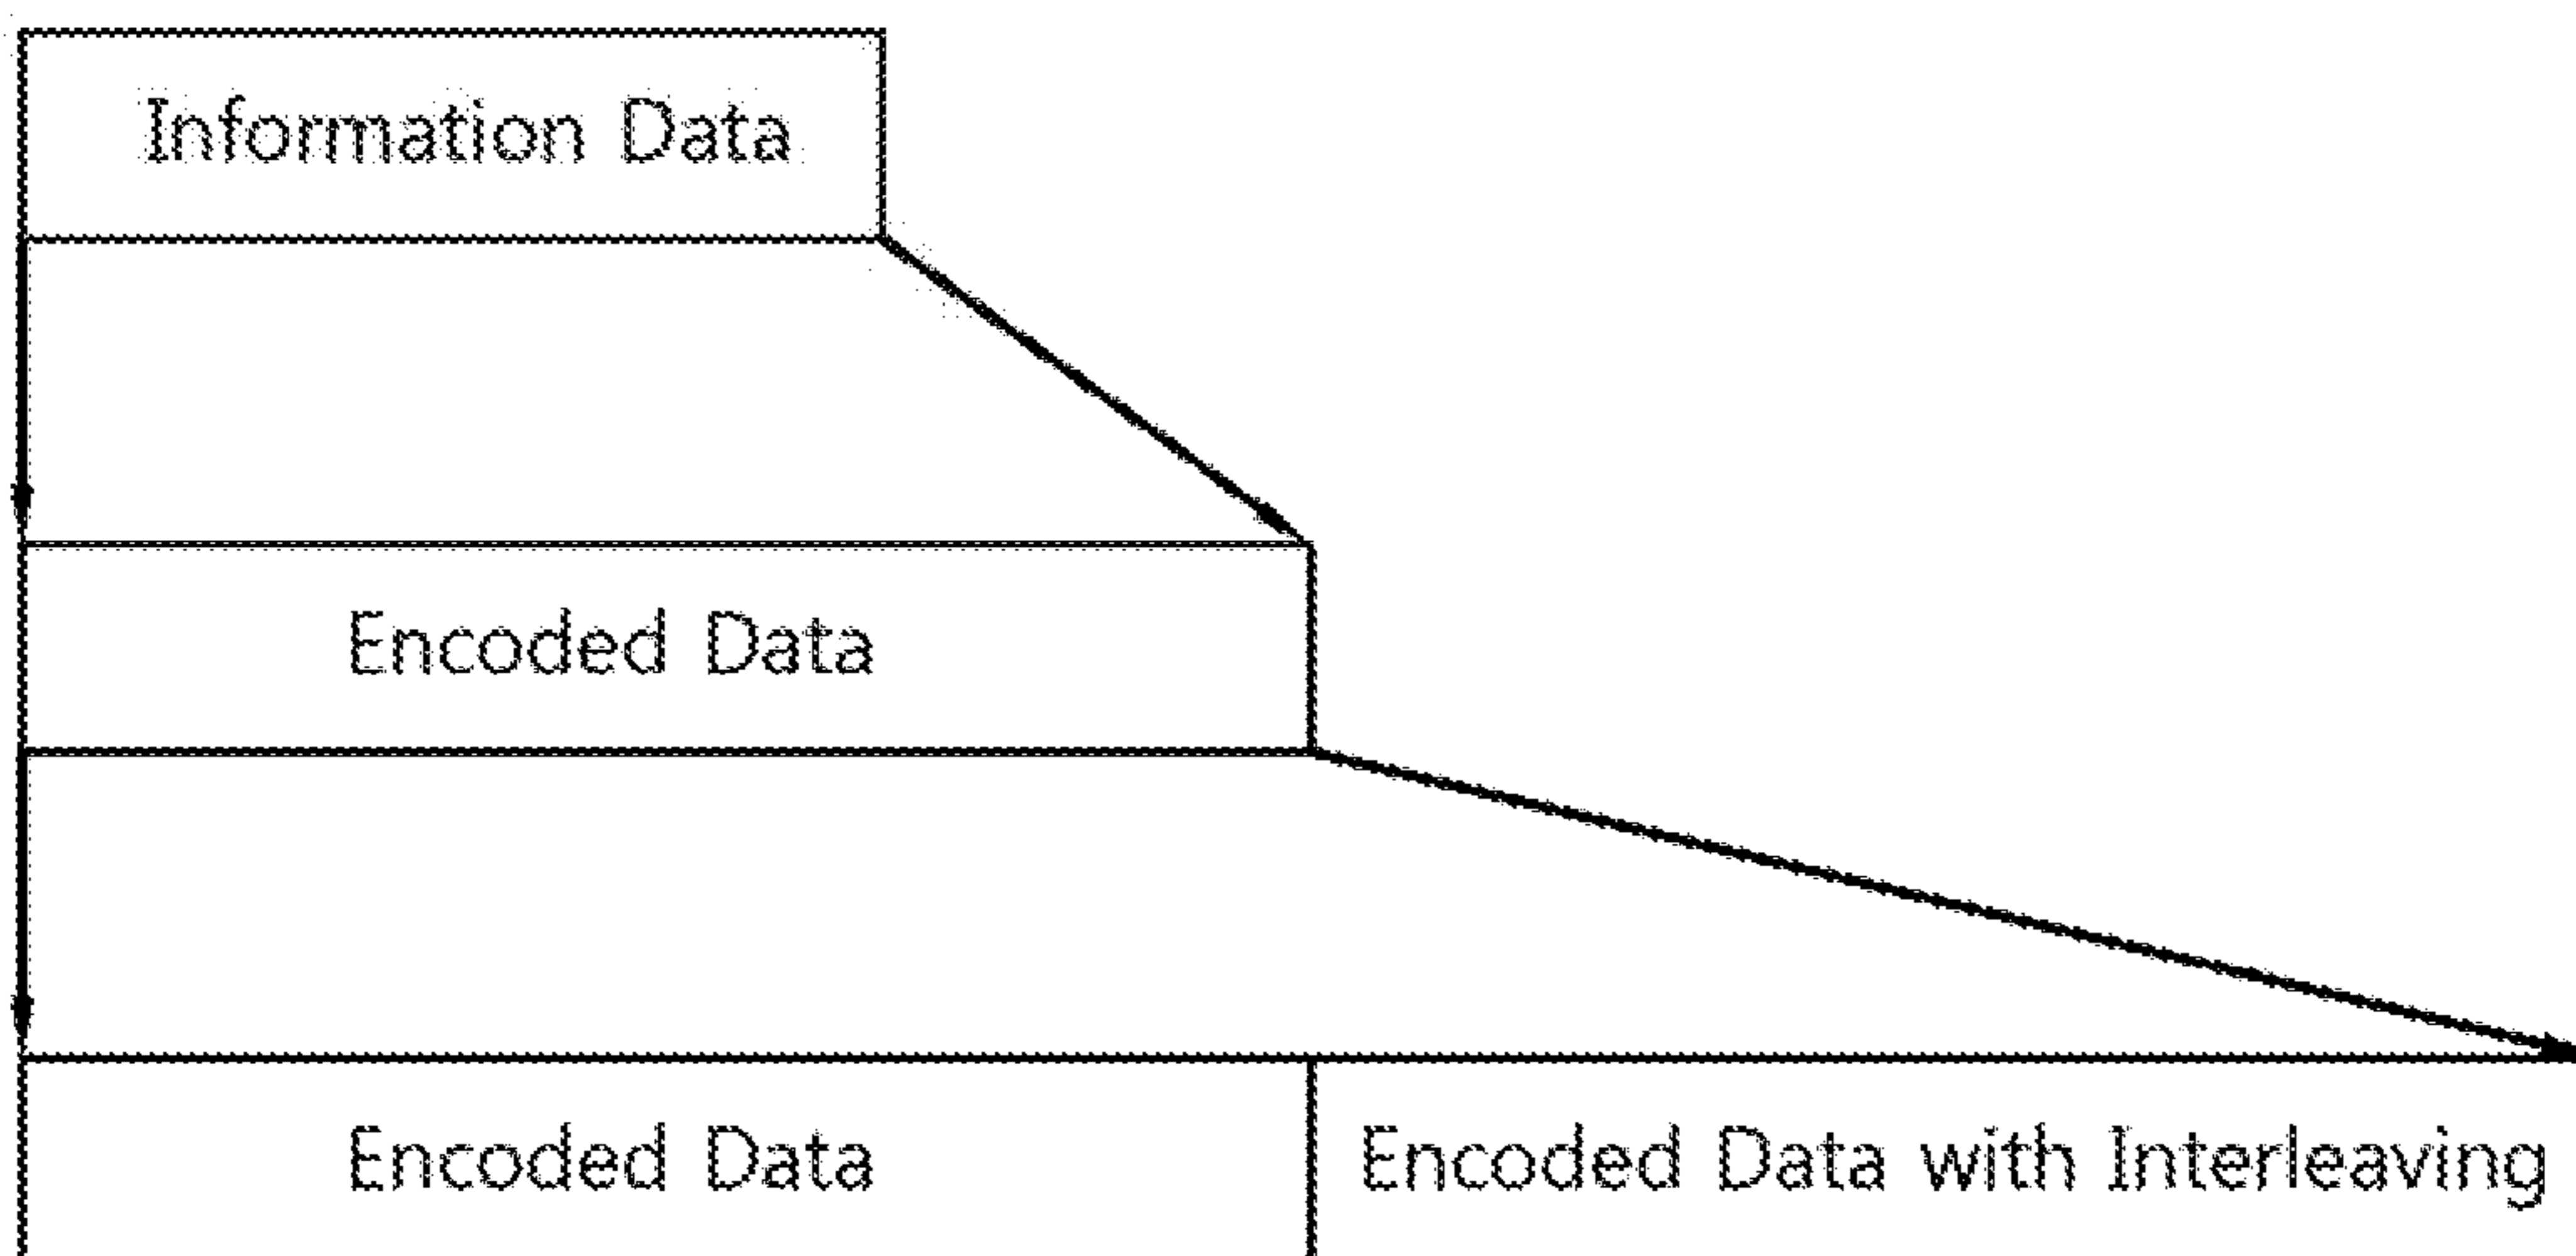 Information Data
Encoded Data
Encoded Data
Encoded Data with Interleaving